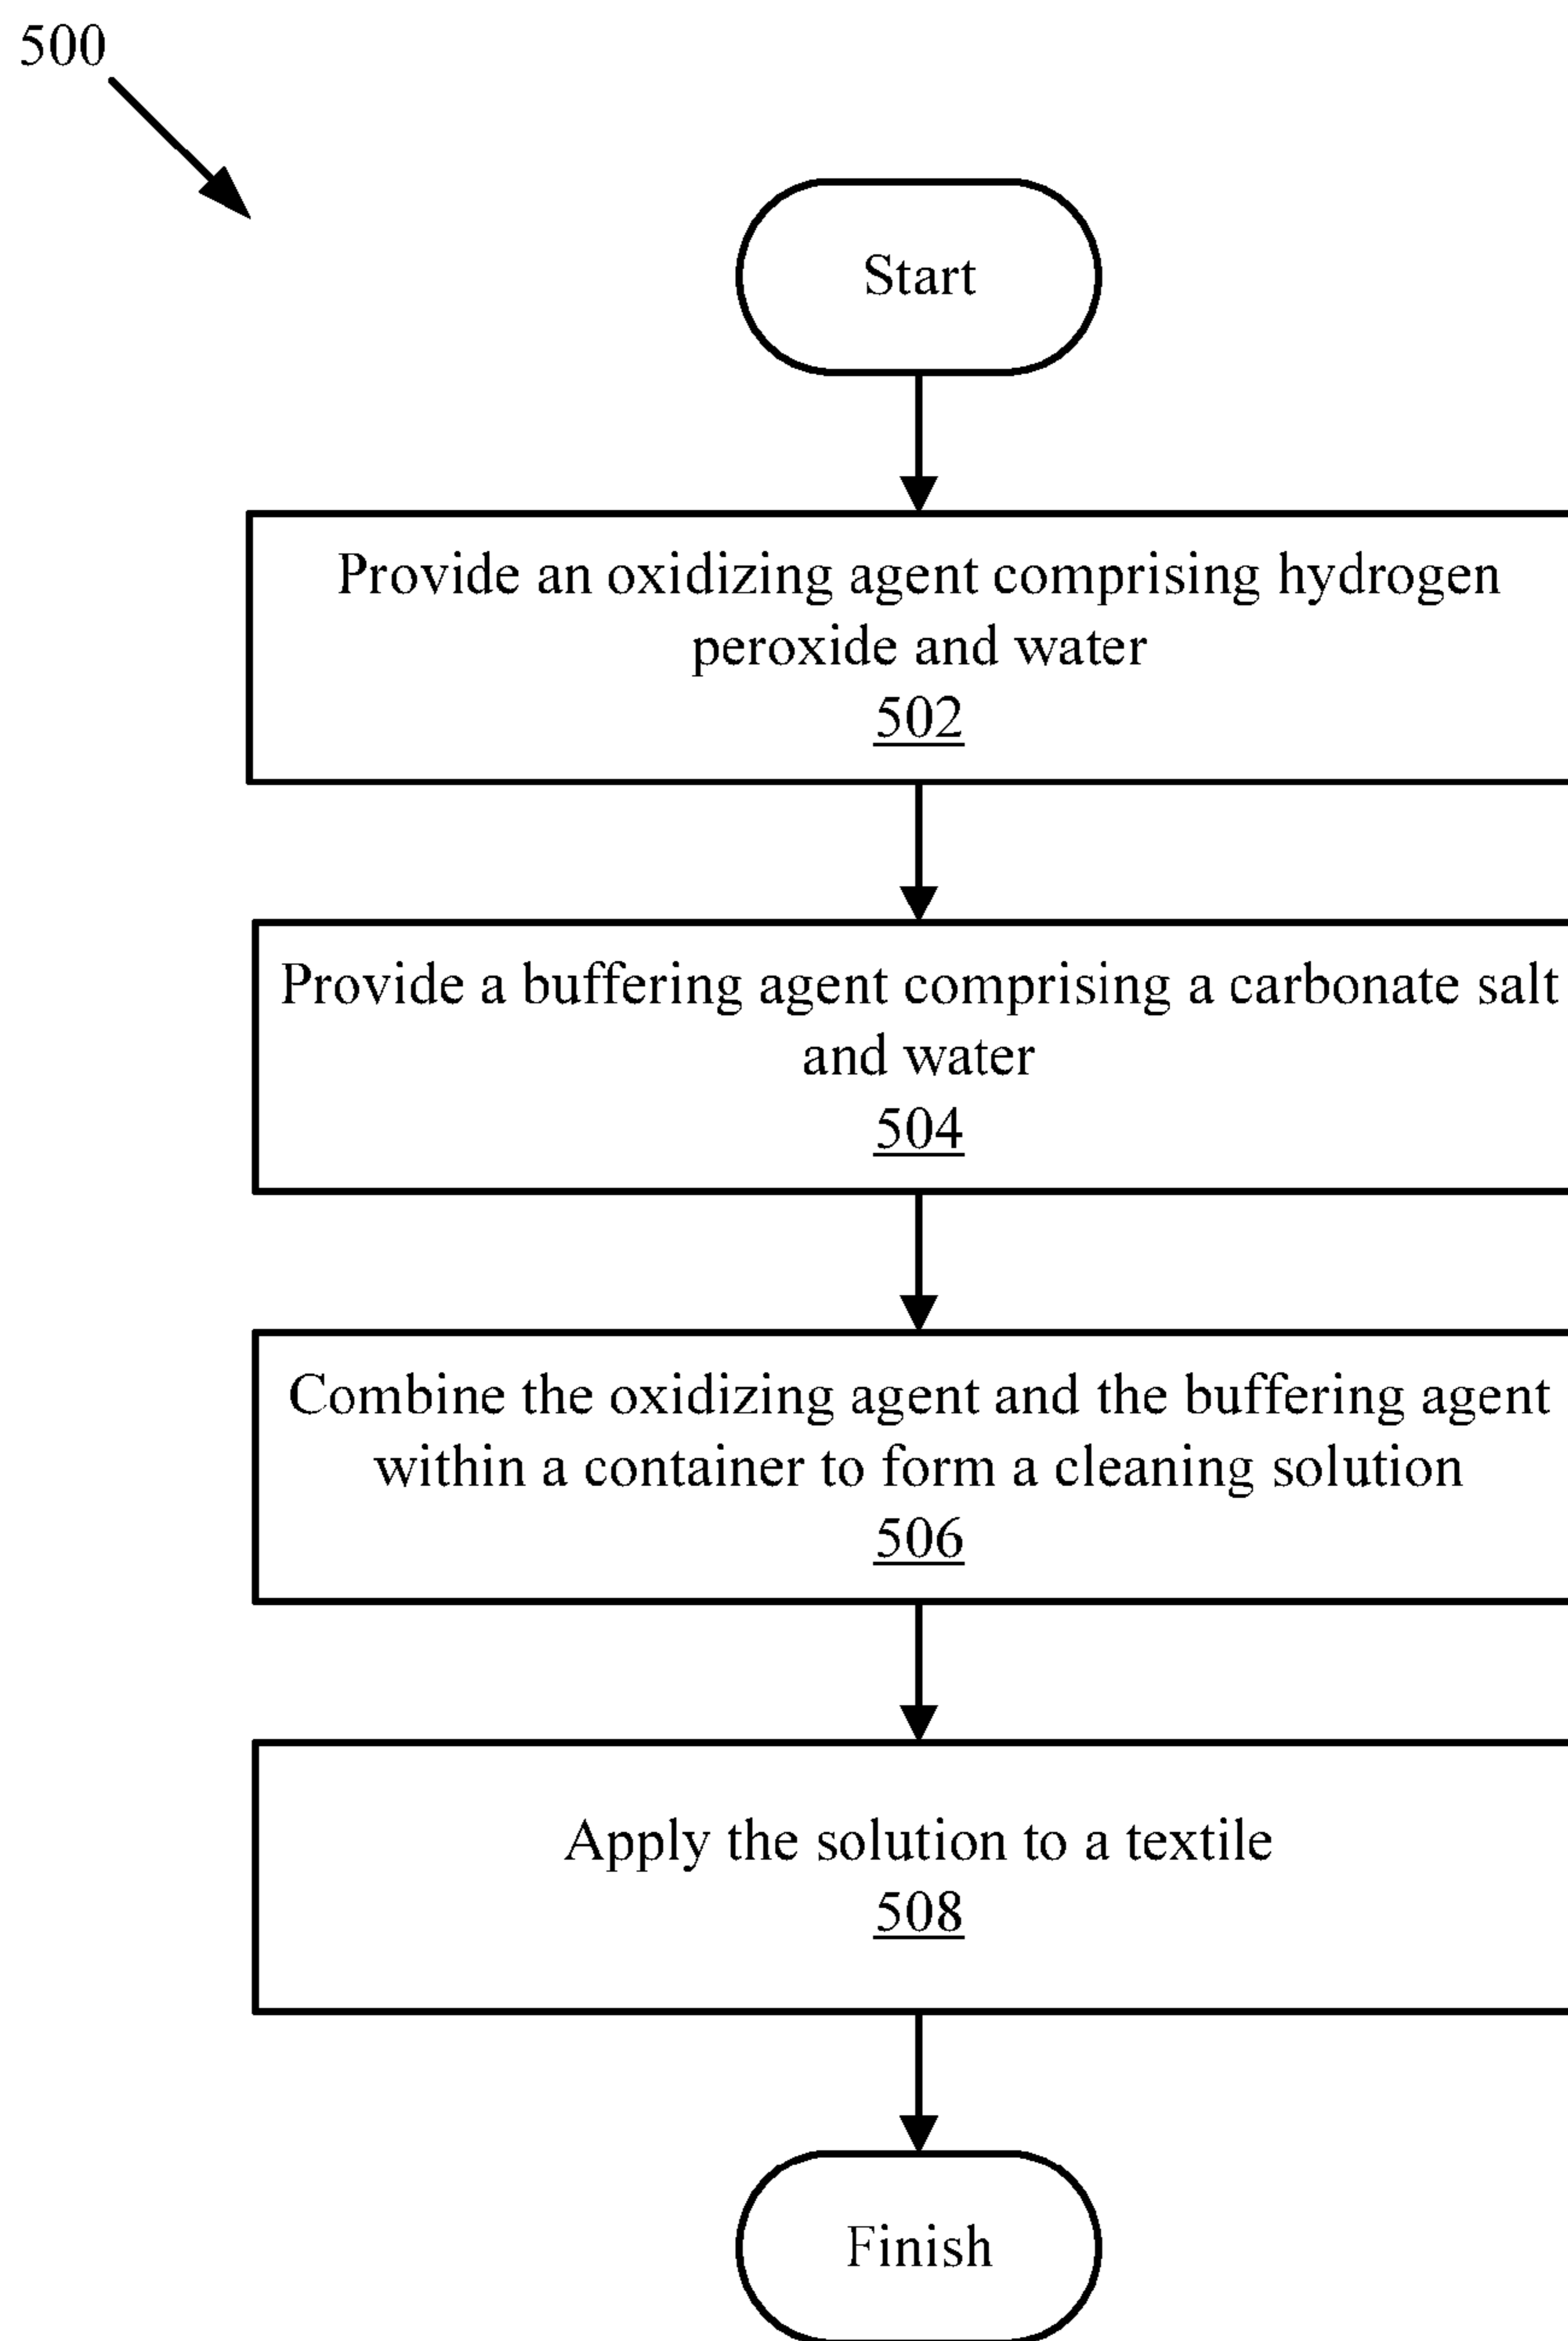 500
Start
Provide an oxidizing agent comprising hydrogen
peroxide and water
502
Provide a buffering agent comprising a carbonate salt
and water
504
Combine the oxidizing agent and the buffering agent
within a container to form a cleaning solution
506
Apply the solution to a textile
508
Finish